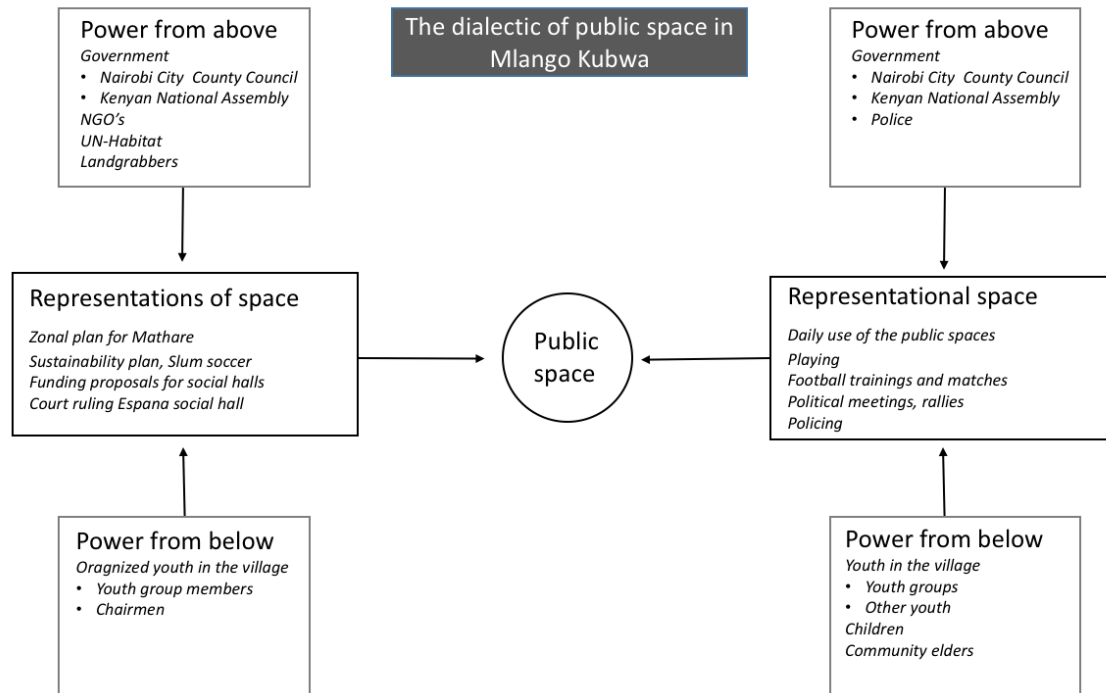 The dialectic of public space in
Mlango Kubwa
Power from above
Government
• Nairobi City County Council
• Kenyan National Assembly
NGO's
UN-Habitat
Landgrabbers
Power from above
Government
• Nairobi City County Council
• Kenyan National Assembly
• Police
Representations of space
Zonal plan for Mathare
Sustainability plan, Slum soccer
Funding proposals for social halls
Court ruling Espana social hall
Public
space
Representational space
Daily use of the public spaces
Playing
Football trainings and matches
Political meetings, rallies
Policing
Power from below
Oragnized youth in the village
• Youth group members
• Chairmen
Power from below
Youth in the village
• Youth groups
• Other youth
Children
Community elders